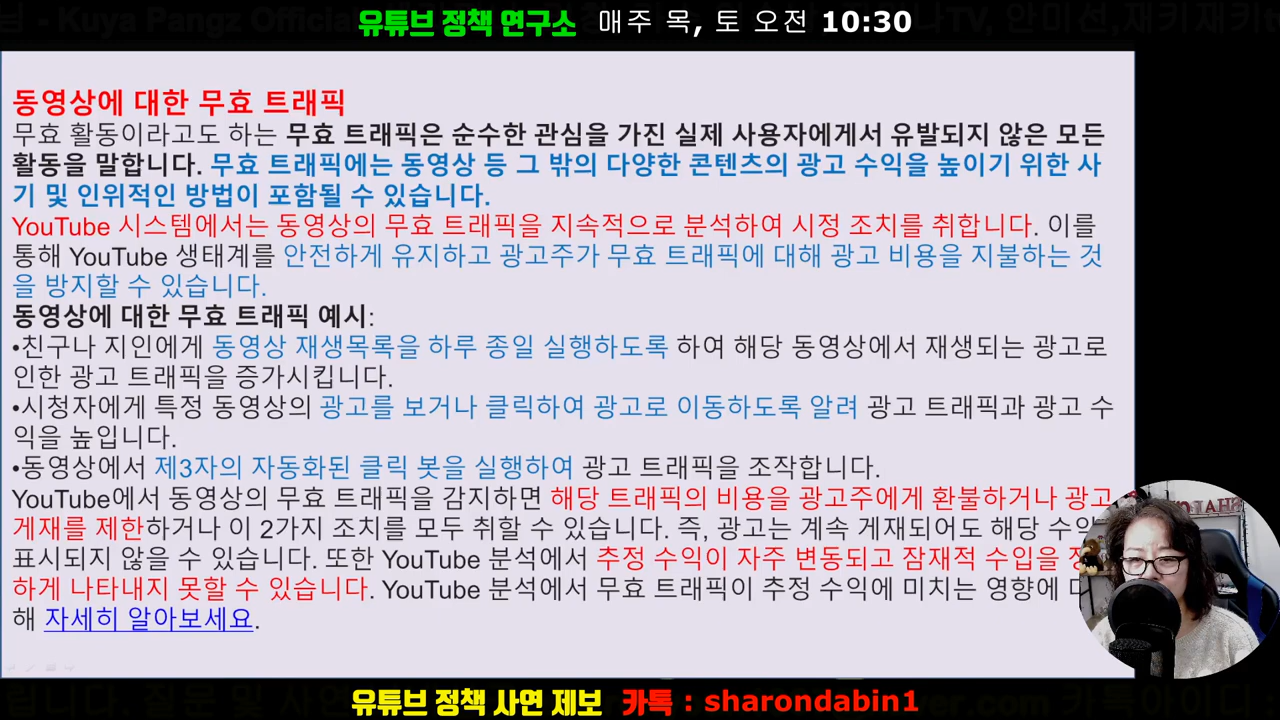 Kuya Pangz Official
유튜브 정책 연구소 매주 목, 토 오전 10:30
TV, 안미선, 재키재키
동영상에 대한 무효 트래픽
무효 활동이라고도 하는 무효 트래픽은 순수한 관심을 가진 실제 사용자에게서 유발되지 않은 모든
활동을 말합니다. 무효 트래픽에는 동영상 등 그 밖의 다양한 콘텐츠의 광고 수익을 높이기 위한 사
기 및 인위적인 방법이 포함될 수 있습니다.
YouTube 시스템에서는 동영상의 무효 트래픽을 지속적으로 분석하여 시정 조치를 취합니다. 이를
통해 YouTube 생태계를 안전하게 유지하고 광고주가 무효 트래픽에 대해 광고 비용을 지불하는 것
을 방지할 수 있습니다.
동영상에 대한 무효 트래픽 예시:
•친구나 지인에게 동영상 재생목록을 하루 종일 실행하도록 하여 해당 동영상에서 재생되는 광고로
인한 광고 트래픽을 증가시킵니다.
•시청자에게 특정 동영상의 광고를 보거나 클릭하여 광고로 이동하도록 알려 광고 트래픽과 광고 수
익을 높입니다.
•동영상에서 제3자의 자동화된 클릭 봇을 실행하여 광고 트래픽을 조작합니다.
YouTube에서 동영상의 무효 트래픽을 감지하면 해당 트래픽의 비용을 광고주에게 환불하거나 광고
게재를 제한하거나 이 2가지 조치를 모두 취할 수 있습니다. 즉, 광고는 계속 게재되어도 해당
표시되지 않을 수 있습니다. 또한 YouTube 분석에서 추정 수익이 자주 변동되고 잠재적 수입을
하게 나타내지 못할 수 있습니다. YouTube 분석에서 무효 트래픽이 추정 수익에 미치는 영향에
해 자세히 알아보세요.
유튜브 정책 사연 제보 카톡 : sharondabin1